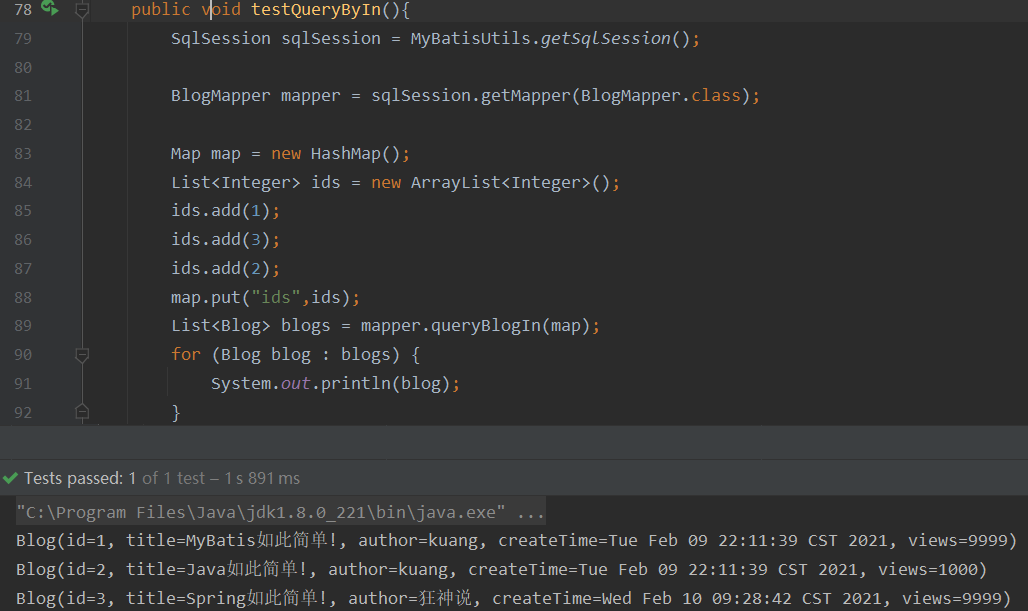 78 public void testQueryByIn(){
79 SqlSession sqlSession = MyBatisUtils.getSqlSession();
80
81 BlogMapper mapper = sqlSession.getMapper(BlogMapper.class);
82
83 Map map = new HashMap();
84 List<Integer> ids = new ArrayList<Integer>();
85 ids.add(1);
86 ids.add(3);
87 ids.add(2);
88 map.put("ids",ids);
89 List<Blog> blogs = mapper.queryBlogIn(map);
90 for (Blog blog : blogs) {
91 System.out.println(blog);
92 }
Tests passed: 1 of 1 test – 1 s 891 ms
"C:\Program Files\Java\jdk1.8.0_221\bin\java.exe" ...
Blog(id=1, title=MyBatis如此简单!, author=kuang, createTime=Tue Feb 09 22:11:39 CST 2021, views=9999)
Blog(id=2, title=Java如此简单!, author=kuang, createTime=Tue Feb 09 22:11:39 CST 2021, views=1000)
Blog(id=3, title=Spring如此简单!, author=狂神说, createTime=Wed Feb 10 09:28:42 CST 2021, views=9999)